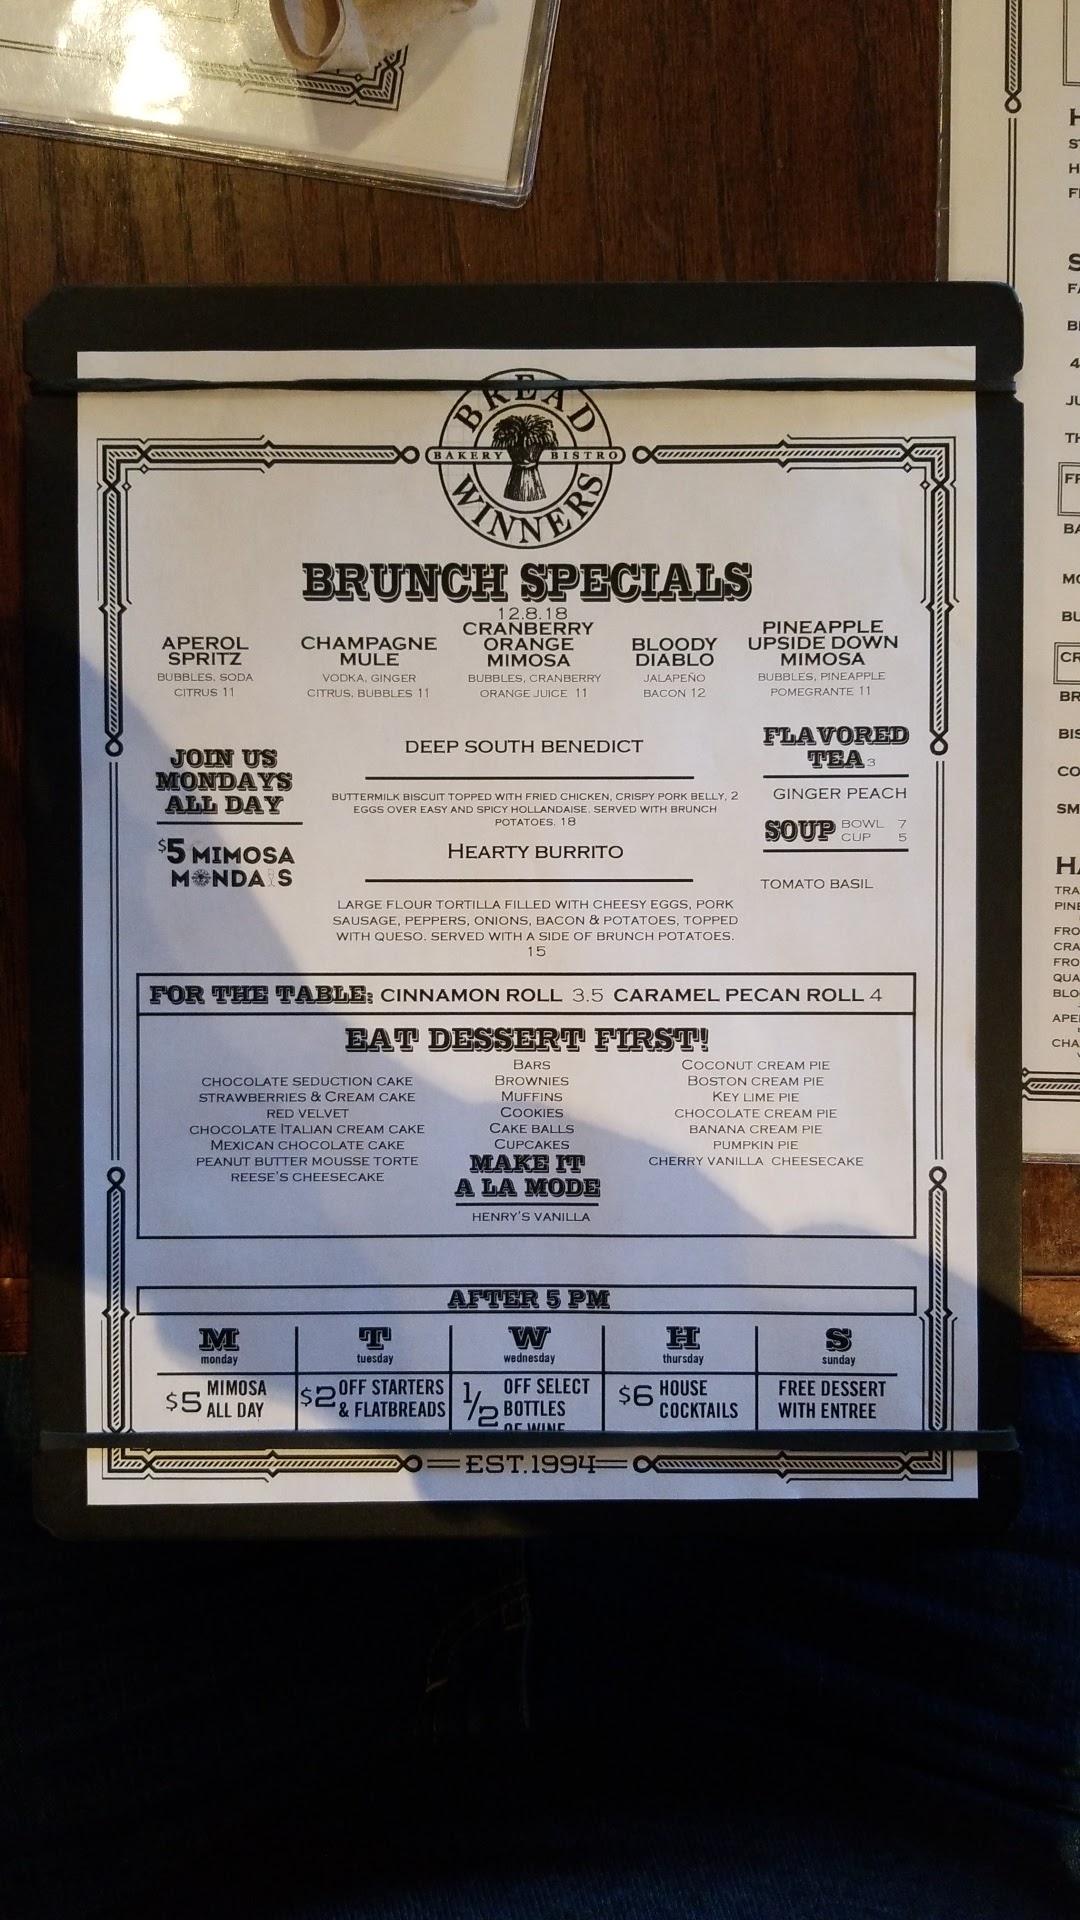 BREAD
BAKERY BISTRO
WINNERS
BRUNCH SPECIALS
12.8.18
APEROL
SPRITZ
BUBBLES, SODA
CITRUS 11
CHAMPAGNE
MULE
VODKA, GINGER
CITRUS, BUBBLES 11
CRANBERRY
ORANGE
MIMOSA
BUBBLES, CRANBERRY
ORANGE JUICE 11
BLOODY
DIABLO
JALAPEÑO
BACON 12
PINEAPPLE
UPSIDE DOWN
MIMOSA
BUBBLES, PINEAPPLE
POMEGRANTE 11
JOIN US
MONDAYS
ALL DAY
$5 MIMOSA
MONDAYS
DEEP SOUTH BENEDICT
BUTTERMILK BISCUIT TOPPED WITH FRIED CHICKEN, CRISPY PORK BELLY, 2
EGGS OVER EASY AND SPICY HOLLANDAISE. SERVED WITH BRUNCH
POTATOES. 18
HEARTY BURRITO
LARGE FLOUR TORTILLA FILLED WITH CHEESY EGGS, PORK
SAUSAGE, PEPPERS, ONIONS, BACON & POTATOES, TOPPED
WITH QUESO. SERVED WITH A SIDE OF BRUNCH POTATOES.
15
FLAVORED
TEA 3
GINGER PEACH
SOUP BOWL 7
CUP 5
TOMATO BASIL
FOR THE TABLE: CINNAMON ROLL 3.5 CARAMEL PECAN ROLL 4
EAT DESSERT FIRST!
CHOCOLATE SEDUCTION CAKE
STRAWBERRIES & CREAM CAKE
RED VELVET
CHOCOLATE ITALIAN CREAM CAKE
MEXICAN CHOCOLATE CAKE
PEANUT BUTTER MOUSSE TORTE
REESE'S CHEESECAKE
BARS
BROWNIES
MUFFINS
COOKIES
CAKE BALLS
CUPCAKES
MAKE IT
A LA MODE
HENRY'S VANILLA
COCONUT CREAM PIE
BOSTON CREAM PIE
KEY LIME PIE
CHOCOLATE CREAM PIE
BANANA CREAM PIE
PUMPKIN PIE
CHERRY VANILLA CHEESECAKE
AFTER 5 PM
M
monday
$5 MIMOSA
ALL DAY
T
tuesday
$2 OFF STARTERS
& FLATBREADS
W
wednesday
1/2 OFF SELECT
BOTTLES
OF WINE
H
thursday
$6 HOUSE
COCKTAILS
S
sunday
FREE DESSERT
WITH ENTREE
EST.1994